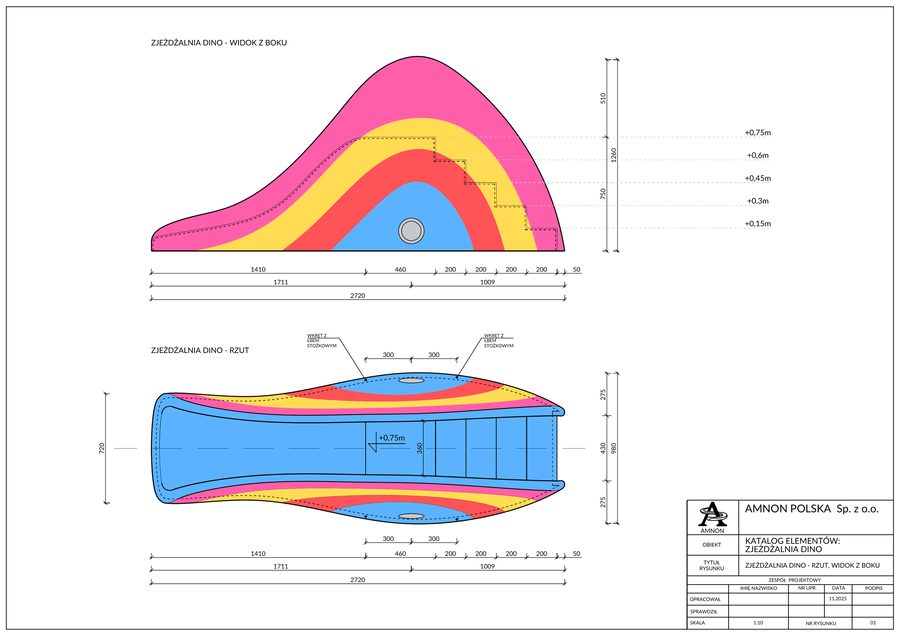 ZJEŻDŻALNIA DINO - WIDOK Z BOKU
510
1260
750
+0,75m
+0,6m
+0,45m
+0,3m
+0,15m
1410 460 200 200 200 200 50
1711 1009
2720
ZJEŻDŻALNIA DINO - RZUT
WKRĘT Z
ŁBEM
STOŻKOWYM
WKRĘT Z
ŁBEM
STOŻKOWYM
300 300
720
+0,75m
360
275
430
980
275
300 300
1410 460 200 200 200 200 50
1711 1009
2720
AMNON
AMNON POLSKA Sp. z o.o.
OBIEKT
KATALOG ELEMENTÓW:
ZJEŻDŻALNIA DINO
TYTUŁ
RYSUNKU
ZJEŻDŻALNIA DINO - RZUT, WIDOK Z BOKU
ZESPÓŁ PROJEKTOWY
IMIĘ NAZWISKO NR UPR. DATA PODPIS
OPRACOWAŁ 11.2025
SPRAWDZIŁ
SKALA 1:10 NR RYSUNKU 01